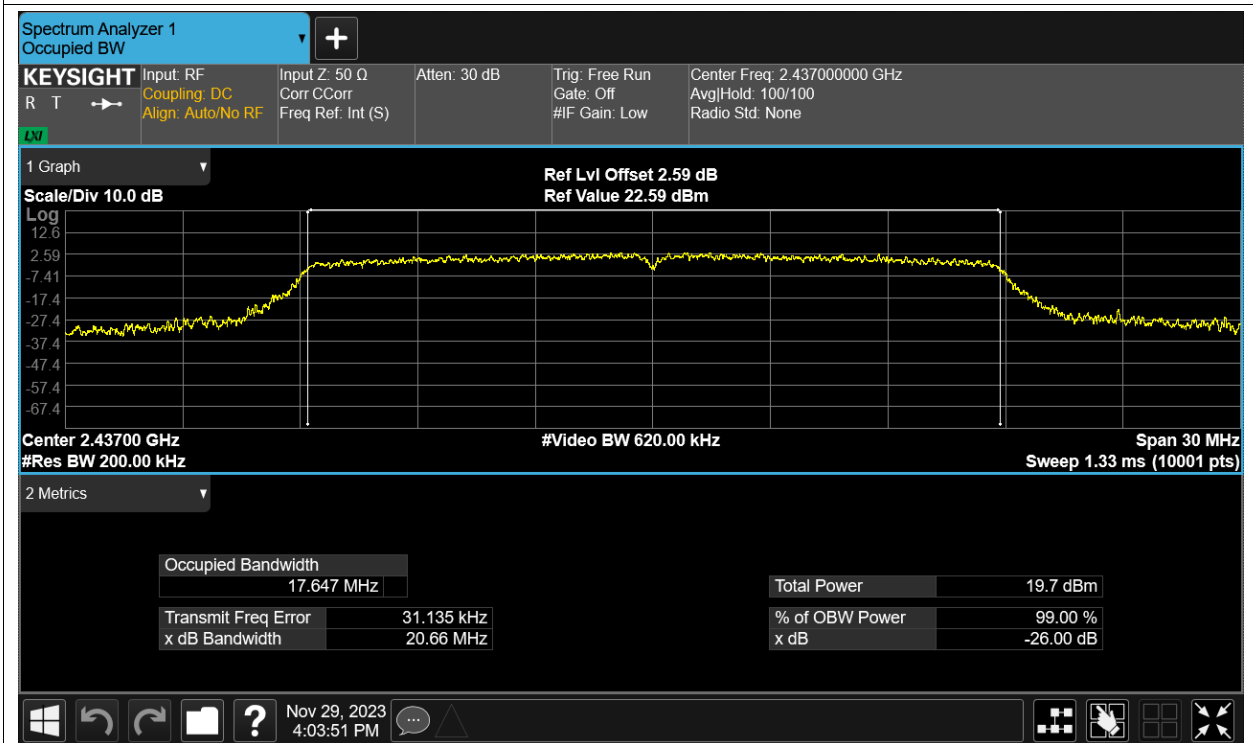 Spectrum Analyzer 1
Occupied BW
KEYSIGHT
R T
LXI
Input: RF
Coupling: DC
Align: Auto/No RF
Input Z: 50 Ω
Corr CCorr
Freq Ref: Int (S)
Atten: 30 dB
Trig: Free Run
Gate: Off
#IF Gain: Low
Center Freq: 2.437000000 GHz
Avg|Hold: 100/100
Radio Std: None
1 Graph
Scale/Div 10.0 dB
Ref Lvl Offset 2.59 dB
Ref Value 22.59 dBm
Log
12.6
2.59
-7.41
-17.4
-27.4
-37.4
-47.4
-57.4
-67.4
Center 2.43700 GHz
#Video BW 620.00 kHz
Span 30 MHz
#Res BW 200.00 kHz
Sweep 1.33 ms (10001 pts)
2 Metrics
Occupied Bandwidth
17.647 MHz
Total Power 19.7 dBm
Transmit Freq Error 31.135 kHz
% of OBW Power 99.00 %
x dB Bandwidth 20.66 MHz
x dB -26.00 dB
?
Nov 29, 2023
4:03:51 PM